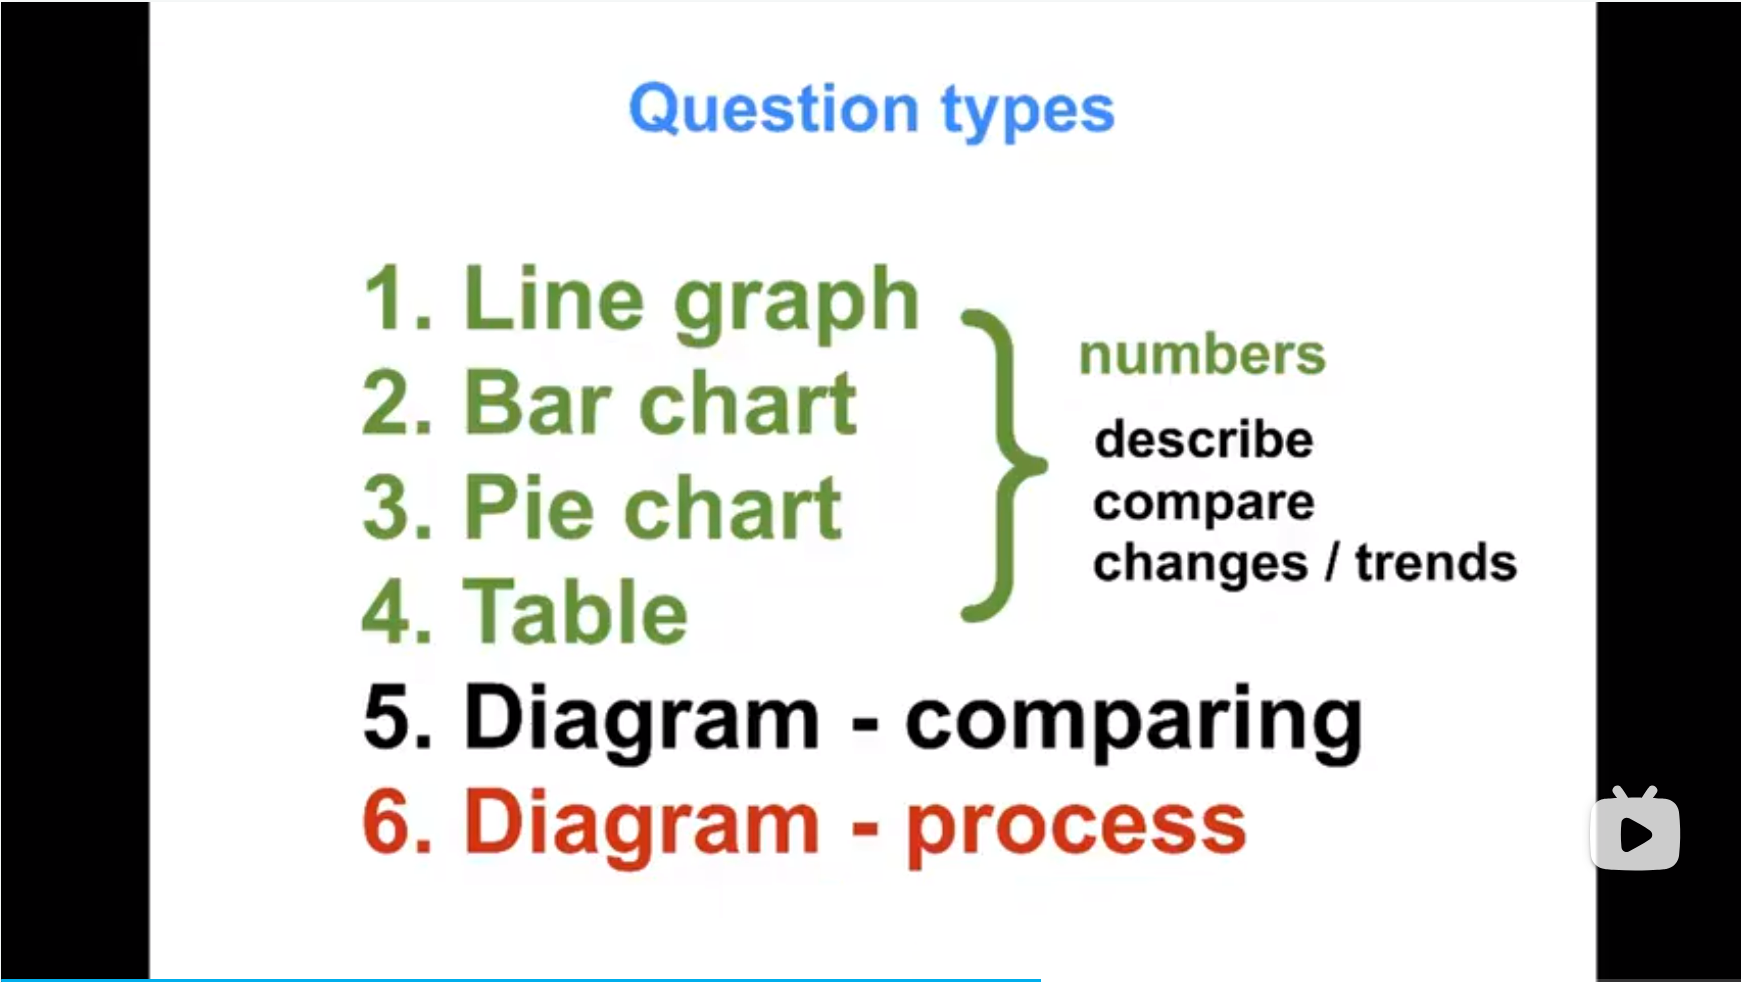 Question types
1. Line graph
2. Bar chart
3. Pie chart
4. Table
numbers
describe
compare
changes / trends
5. Diagram - comparing
6. Diagram - process